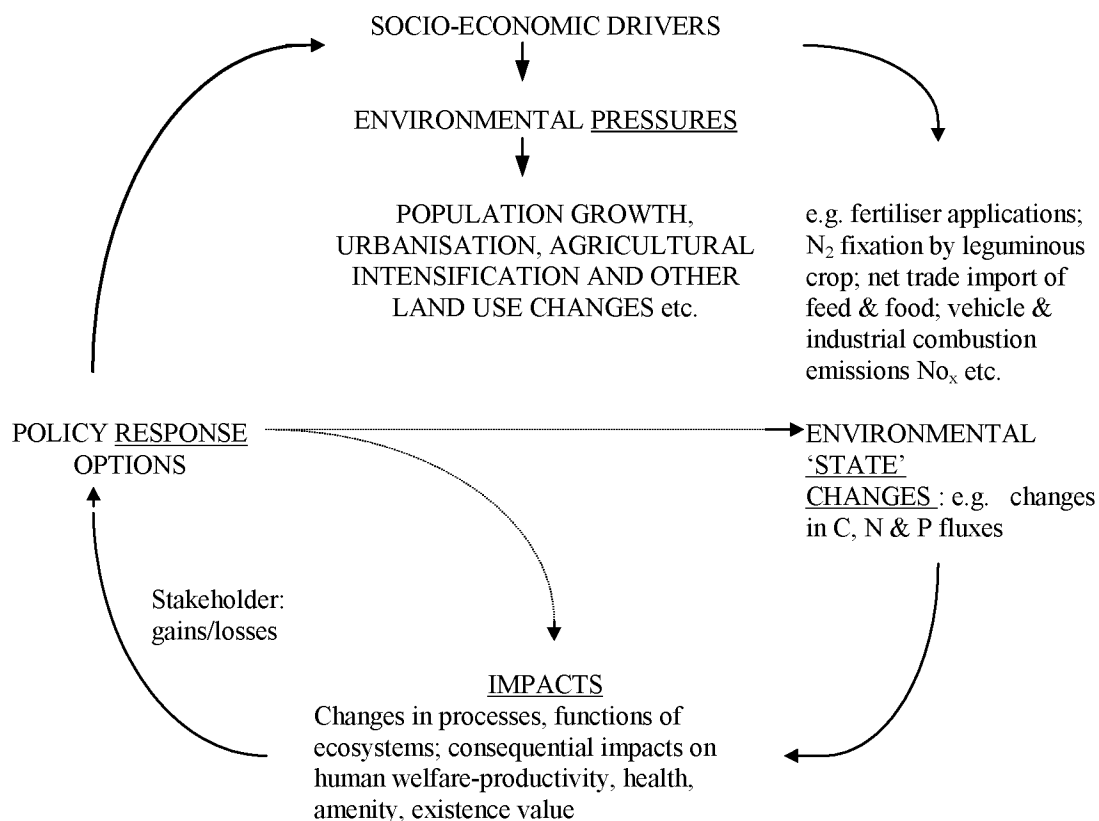 SOCIO-ECONOMIC DRIVERS
ENVIRONMENTAL PRESSURES
POPULATION GROWTH,
URBANISATION, AGRICULTURAL
INTENSIFICATION AND OTHER
LAND USE CHANGES etc.
e.g. fertiliser applications;
N₂ fixation by leguminous
crop; net trade import of
feed & food; vehicle &
industrial combustion
emissions Noₓ etc.
POLICY RESPONSE
OPTIONS
ENVIRONMENTAL
‘STATE’
CHANGES : e.g. changes
in C, N & P fluxes
Stakeholder:
gains/losses
IMPACTS
Changes in processes, functions of
ecosystems; consequential impacts on
human welfare-productivity, health,
amenity, existence value